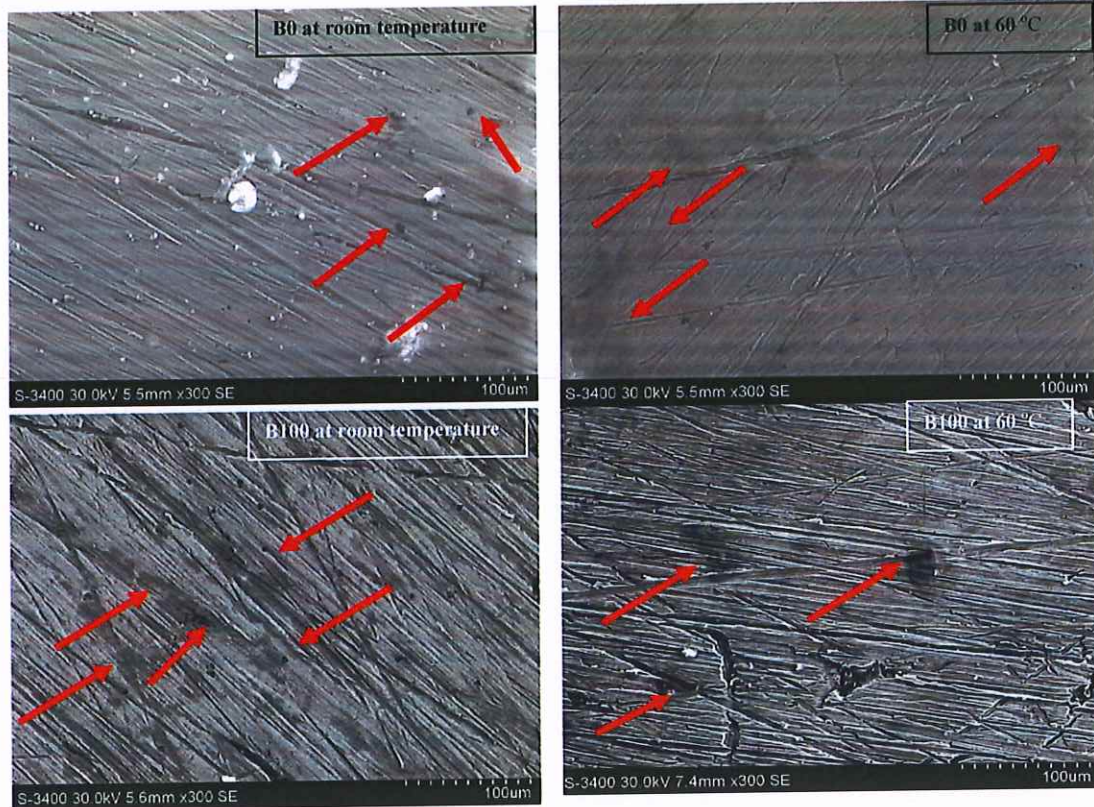 B0 at room temperature
S-3400 30.0kV 5.5mm x300 SE
100um
B0 at 60 °C
S-3400 30.0kV 5.5mm x300 SE
100um
B100 at room temperature
S-3400 30.0kV 5.6mm x300 SE
100um
B100 at 60 °C
S-3400 30.0kV 7.4mm x300 SE
100um